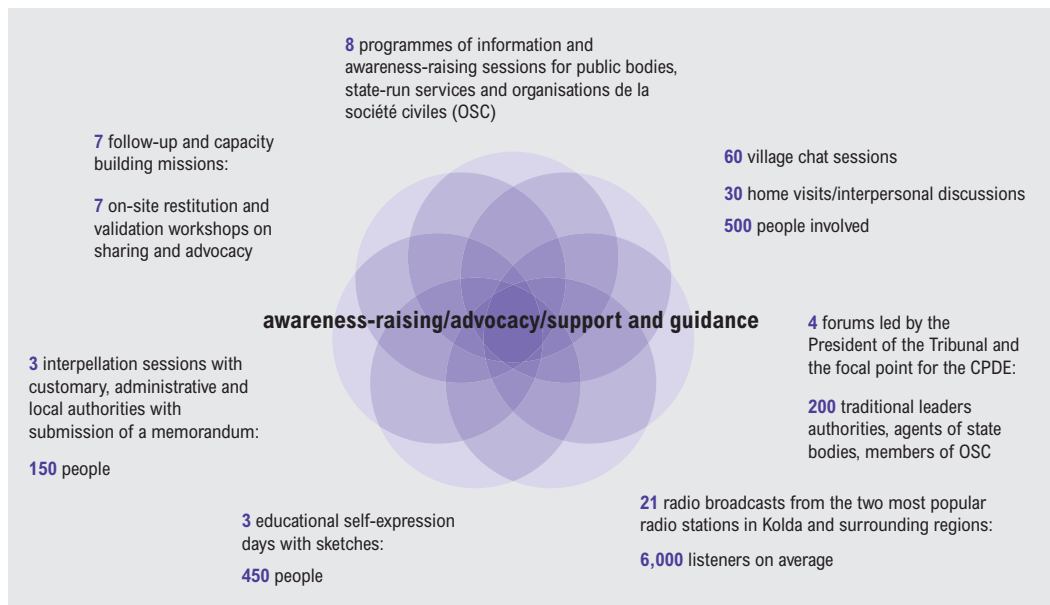 8 programmes of information and
awareness-raising sessions for public bodies,
state-run services and organisations de la
société civiles (OSC)
7 follow-up and capacity
building missions:
7 on-site restitution and
validation workshops on
sharing and advocacy
60 village chat sessions
30 home visits/interpersonal discussions
500 people involved
awareness-raising/advocacy/support and guidance
4 forums led by the
President of the Tribunal and
the focal point for the CPDE:
200 traditional leaders
authorities, agents of state
bodies, members of OSC
3 interpellation sessions with
customary, administrative and
local authorities with
submission of a memorandum:
150 people
3 educational self-expression
days with sketches:
450 people
21 radio broadcasts from the two most popular
radio stations in Kolda and surrounding regions:
6,000 listeners on average